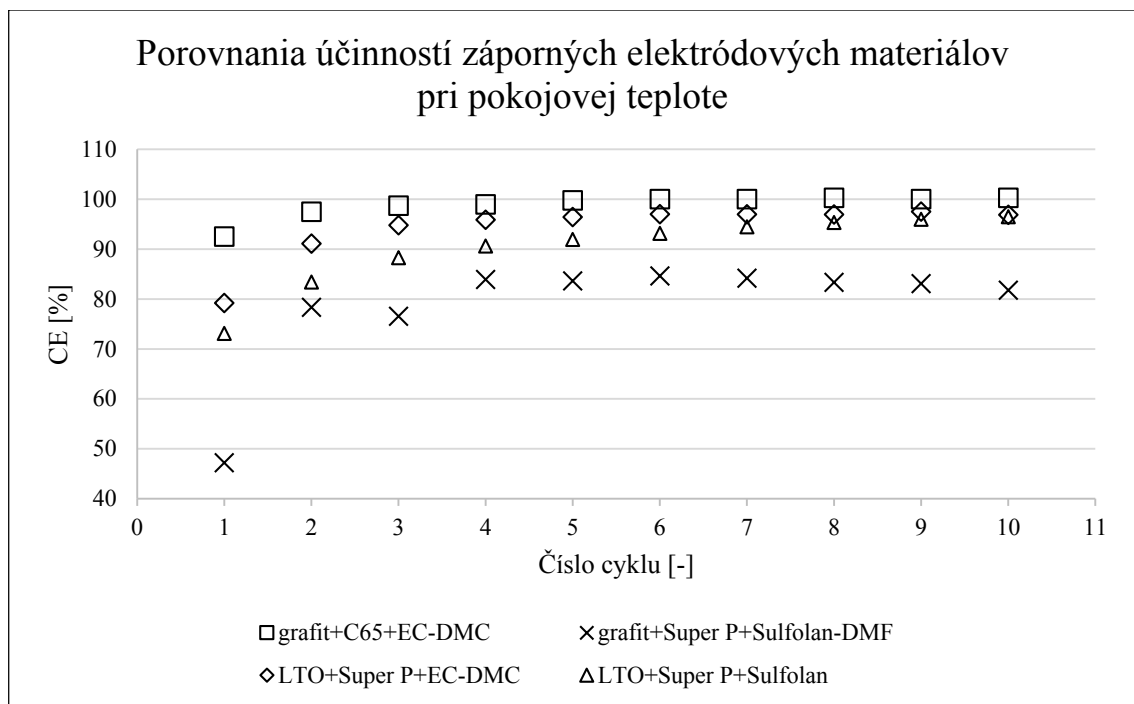 Porovnania účinností záporných elektródových materiálov
pri pokojovej teplote
110
100
90
80
70
60
50
40
CE [%]
0 1 2 3 4 5 6 7 8 9 10 11
Číslo cyklu [-]
grafit+C65+EC-DMC
grafit+Super P+Sulfolan-DMF
LTO+Super P+EC-DMC
LTO+Super P+Sulfolan